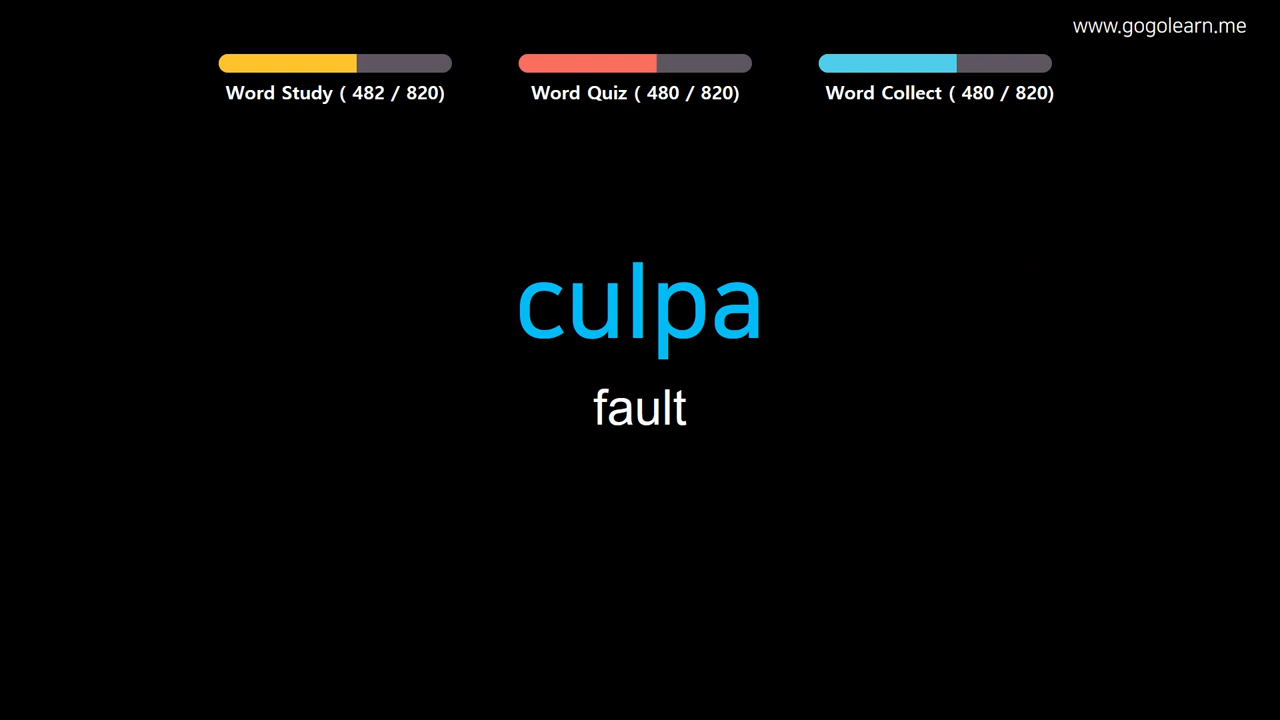 www.gogolearn.me
Word Study ( 482 / 820)
Word Quiz ( 480 / 820)
Word Collect ( 480 / 820)
culpa
fault